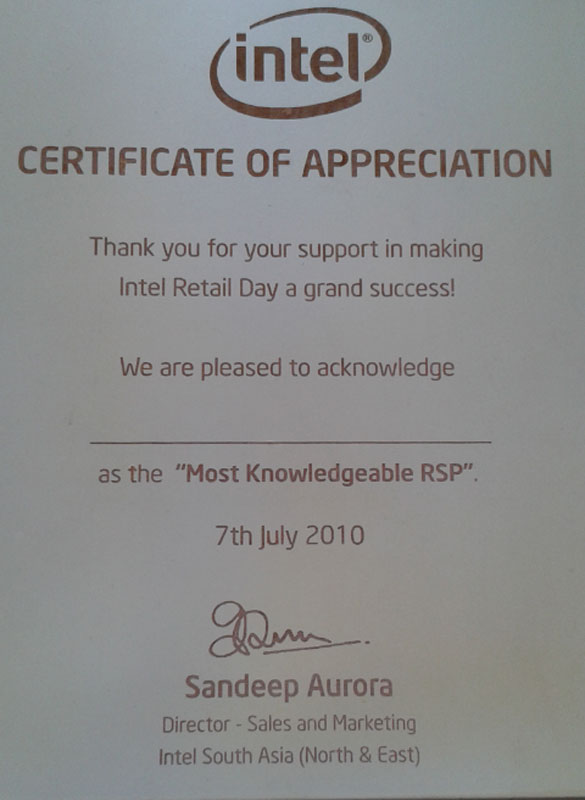 intel®
CERTIFICATE OF APPRECIATION
Thank you for your support in making
Intel Retail Day a grand success!
We are pleased to acknowledge
as the "Most Knowledgeable RSP".
7th July 2010
Sandeep Aurora
Director - Sales and Marketing
Intel South Asia (North & East)